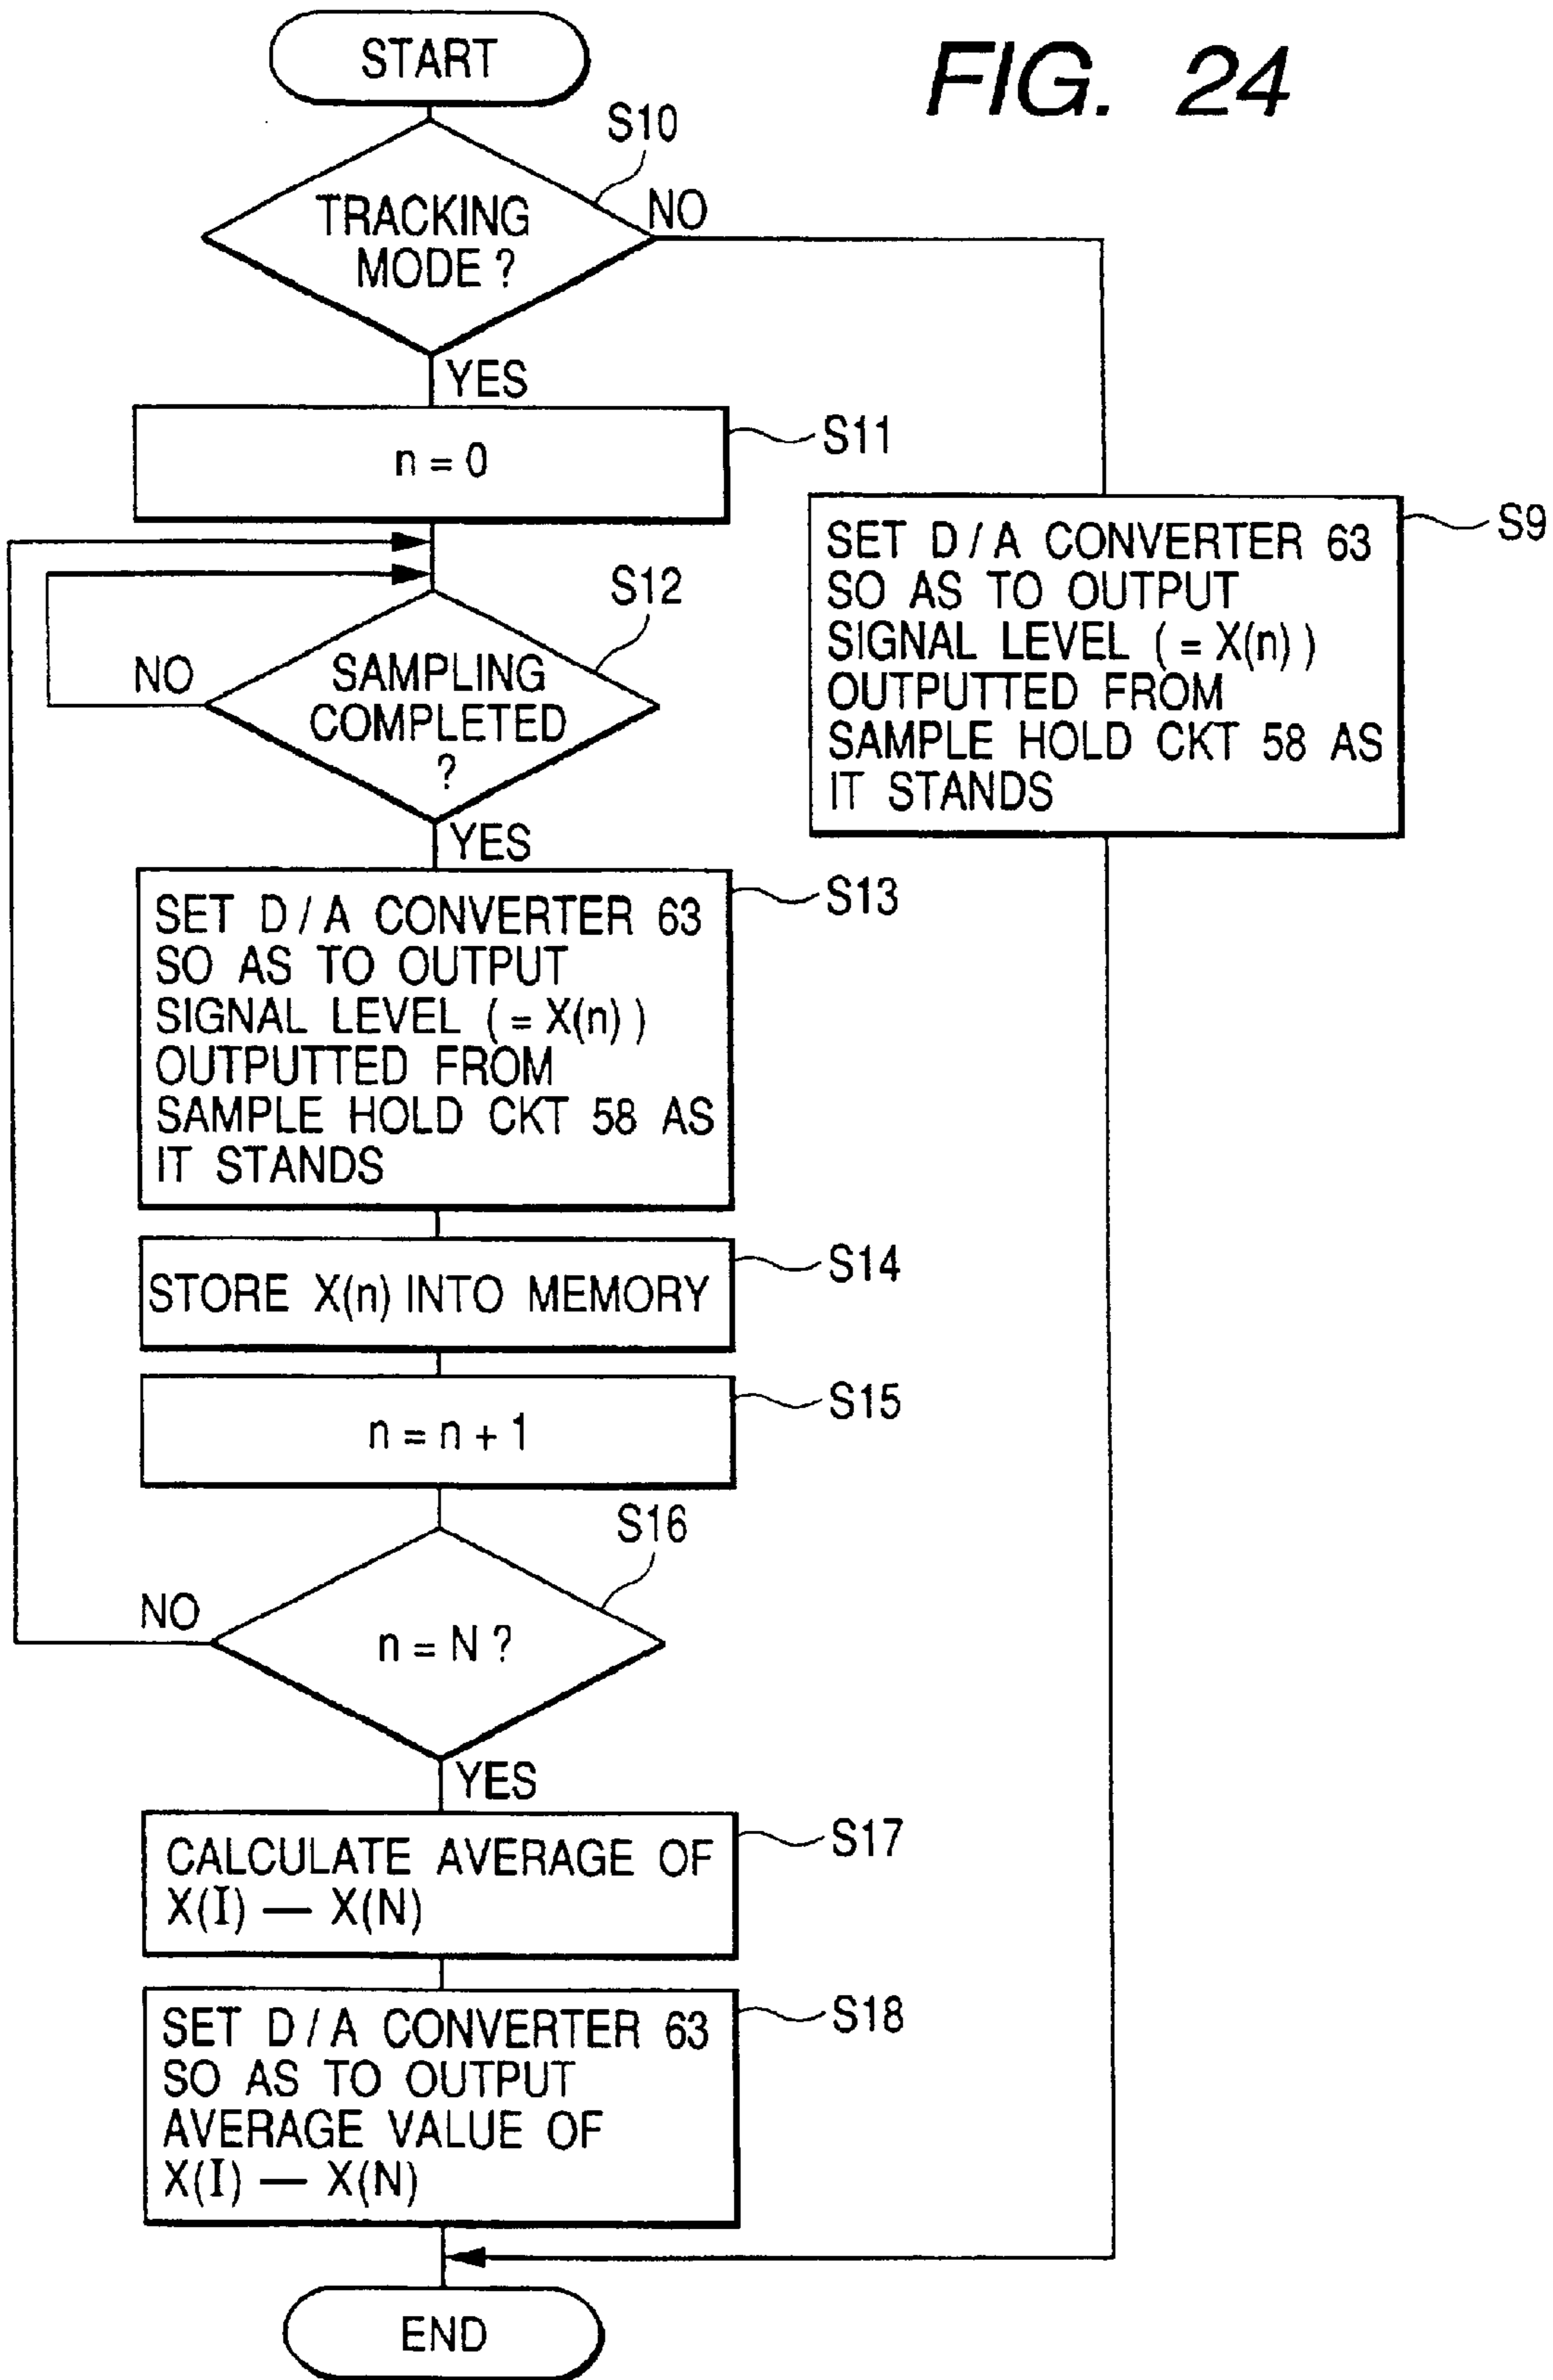 FIG. 24
START
S10
TRACKING
MODE ?
NO
YES
n = 0
S11
SET D / A CONVERTER 63
SO AS TO OUTPUT
SIGNAL LEVEL ( = X(n) )
OUTPUTTED FROM
SAMPLE HOLD CKT 58 AS
IT STANDS
S9
S12
NO
SAMPLING
COMPLETED
?
YES
SET D / A CONVERTER 63
SO AS TO OUTPUT
SIGNAL LEVEL ( = X(n) )
OUTPUTTED FROM
SAMPLE HOLD CKT 58 AS
IT STANDS
S13
STORE X(n) INTO MEMORY
S14
n = n + 1
S15
S16
NO
n = N ?
YES
CALCULATE AVERAGE OF
X(I) — X(N)
S17
SET D / A CONVERTER 63
SO AS TO OUTPUT
AVERAGE VALUE OF
X(I) — X(N)
S18
END